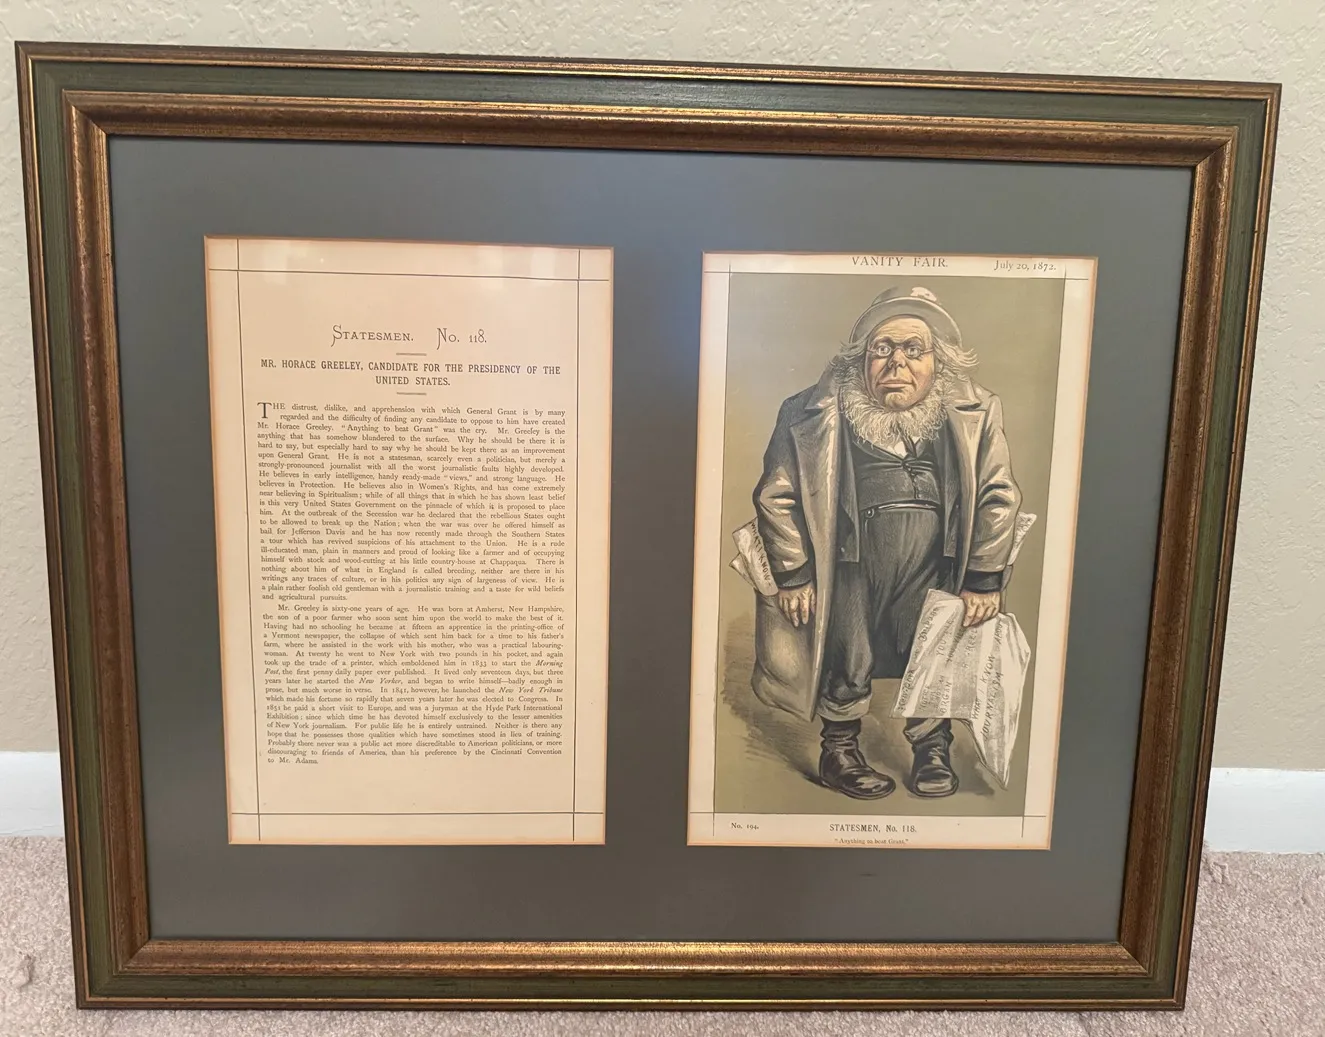 STATESMEN. No. 118.
MR. HORACE GREELEY, CANDIDATE FOR THE PRESIDENCY OF THE
UNITED STATES.
THE distrust, dislike, and apprehension with which General Grant is by many
regarded and the difficulty of finding any candidate to oppose to him have created
Mr. Horace Greeley. "Anything to beat Grant" was the cry. Mr. Greeley is the
anything that has somehow blundered to the surface. Why he should be there it is
hard to say, but especially hard to say why he should be kept there as an improvement
upon General Grant. He is not a statesman, scarcely even a politician, but merely a
strongly-pronounced journalist with all the worst journalistic faults highly developed.
He believes in early intelligence, handy ready-made "views," and strong language. He
believes in Protection. He believes also in Women's Rights, and has come extremely
near believing in Spiritualism; while of all things that in which he has shown least belief
is this very United States Government on the pinnacle of which it is proposed to place
him. At the outbreak of the Secession war he declared that the rebellious States ought
to be allowed to break up the Nation; when the war was over he offered himself as
bail for Jefferson Davis and he has now recently made through the Southern States
a tour which has revived suspicions of his attachment to the Union. He is a rude
ill-educated man, plain in manners and proud of looking like a farmer and of occupying
himself with stock and wood-cutting at his little country-house at Chappaqua. There is
nothing about him of what in England is called breeding, neither are there in his
writings any traces of culture, or in his politics any sign of largeness of view. He is
a plain rather foolish old gentleman with a journalistic training and a taste for wild beliefs
and agricultural pursuits.
Mr. Greeley is sixty-one years of age. He was born at Amherst, New Hampshire,
the son of a poor farmer who soon sent him upon the world to make the best of it.
Having had no schooling he became at fifteen an apprentice in the printing-office of
a Vermont newspaper, the collapse of which sent him back for a time to his father's
farm, where he assisted in the work with his mother, who was a practical labouring-
woman. At twenty he went to New York with two pounds in his pocket, and again
took up the trade of a printer, which emboldened him in 1833 to start the Morning
Post, the first penny daily paper ever published. It lived only seventeen days, but three
years later he started the New Yorker, and began to write himself—badly enough in
prose, but much worse in verse. In 1841, however, he launched the New York Tribune
which made his fortune so rapidly that seven years later he was elected to Congress. In
1851 he paid a short visit to Europe, and was a juryman at the Hyde Park International
Exhibition; since which time he has devoted himself exclusively to the lesser amenities
of New York journalism. For public life he is entirely untrained. Neither is there any
hope that he possesses those qualities which have sometimes stood in lieu of training.
Probably there never was a public act more discreditable to American politicians, or more
discouraging to friends of America, than his preference by the Cincinnati Convention
to Mr. Adams.
VANITY FAIR. July 20, 1872.
WHAT I KNOW
JOURNALISM
No. 194.
STATESMEN, No. 118.
"Anything to beat Grant."